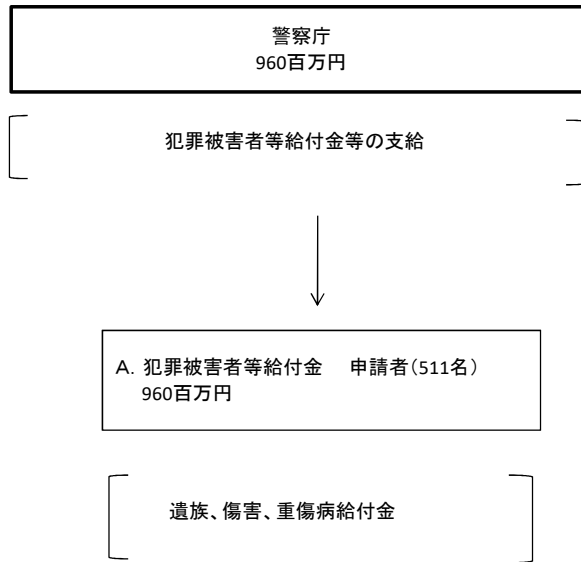 警察庁
960百万円
犯罪被害者等給付金等の支給
A. 犯罪被害者等給付金　申請者(511名)
960百万円
遺族、傷害、重傷病給付金